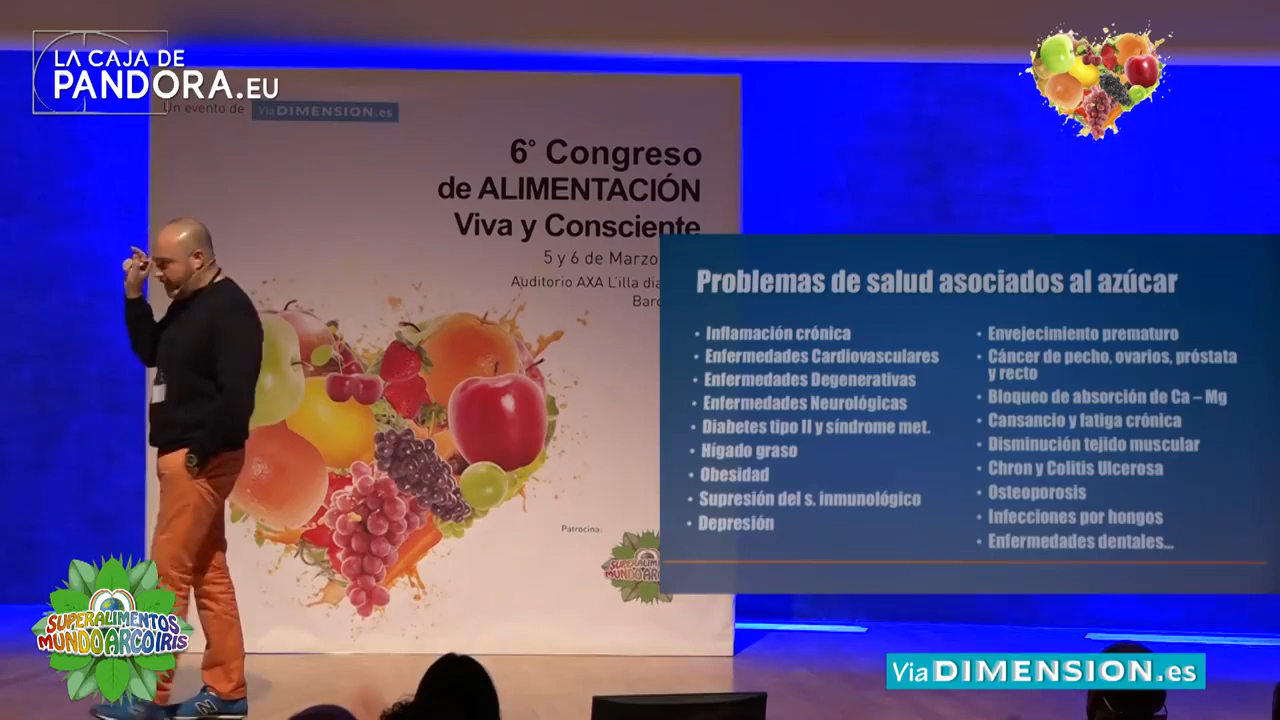 LA CAJA DE
PANDORA.EU
Un evento de ViaDIMENSION.es
6° Congreso
de ALIMENTACIÓN
Viva y Consciente
5 y 6 de Marzo
Auditorio AXA L'illa
Patrocina:
Problemas de salud asociados al azúcar
• Inflamación crónica
• Enfermedades Cardiovasculares
• Enfermedades Degenerativas
• Enfermedades Neurológicas
• Diabetes tipo II y síndrome met.
• Hígado graso
• Obesidad
• Supresión del s. inmunológico
• Depresión
• Envejecimiento prematuro
• Cáncer de pecho, ovarios, próstata
y recto
• Bloqueo de absorción de Ca – Mg
• Cansancio y fatiga crónica
• Disminución tejido muscular
• Chron y Colitis Ulcerosa
• Osteoporosis
• Infecciones por hongos
• Enfermedades dentales...
SUPERALIMENTOS
MUNDOARCOIRIS
ViaDIMENSION.es
N